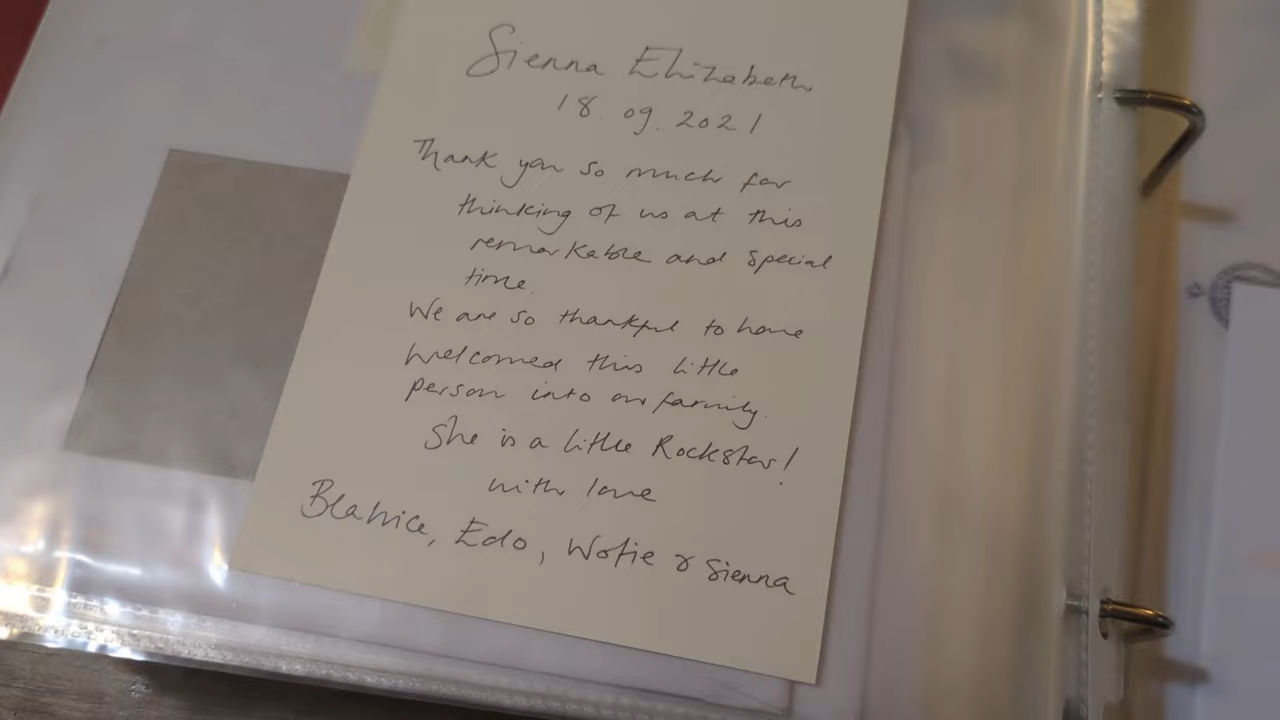 Sienna Elizabeth
18.09.2021
Thank you so much for
thinking of us at this
remarkable and special
time.
We are so thankful to have
welcomed this little
person into our family.
She is a little Rockstar!
with love
Beatrice, Edo, Wolfie & Sienna